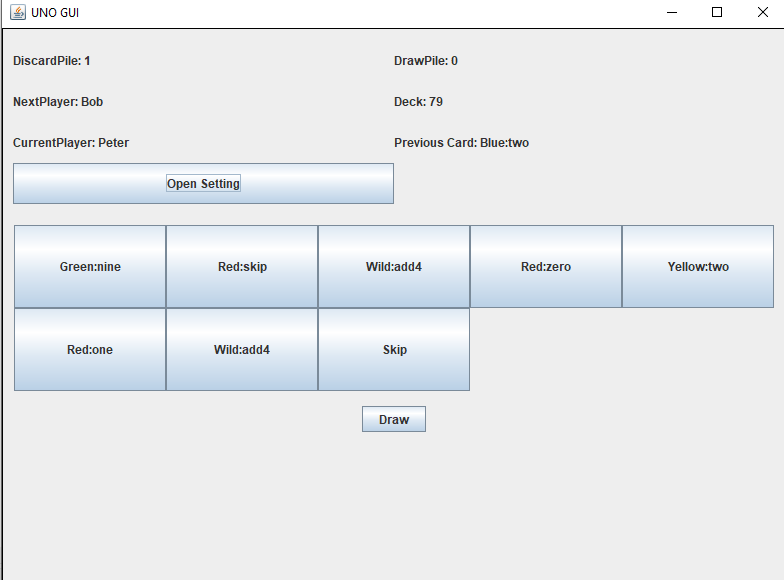 UNO GUI
DiscardPile: 1
DrawPile: 0
NextPlayer: Bob
Deck: 79
CurrentPlayer: Peter
Previous Card: Blue:two
Open Setting
Green:nine
Red:skip
Wild:add4
Red:zero
Yellow:two
Red:one
Wild:add4
Skip
Draw